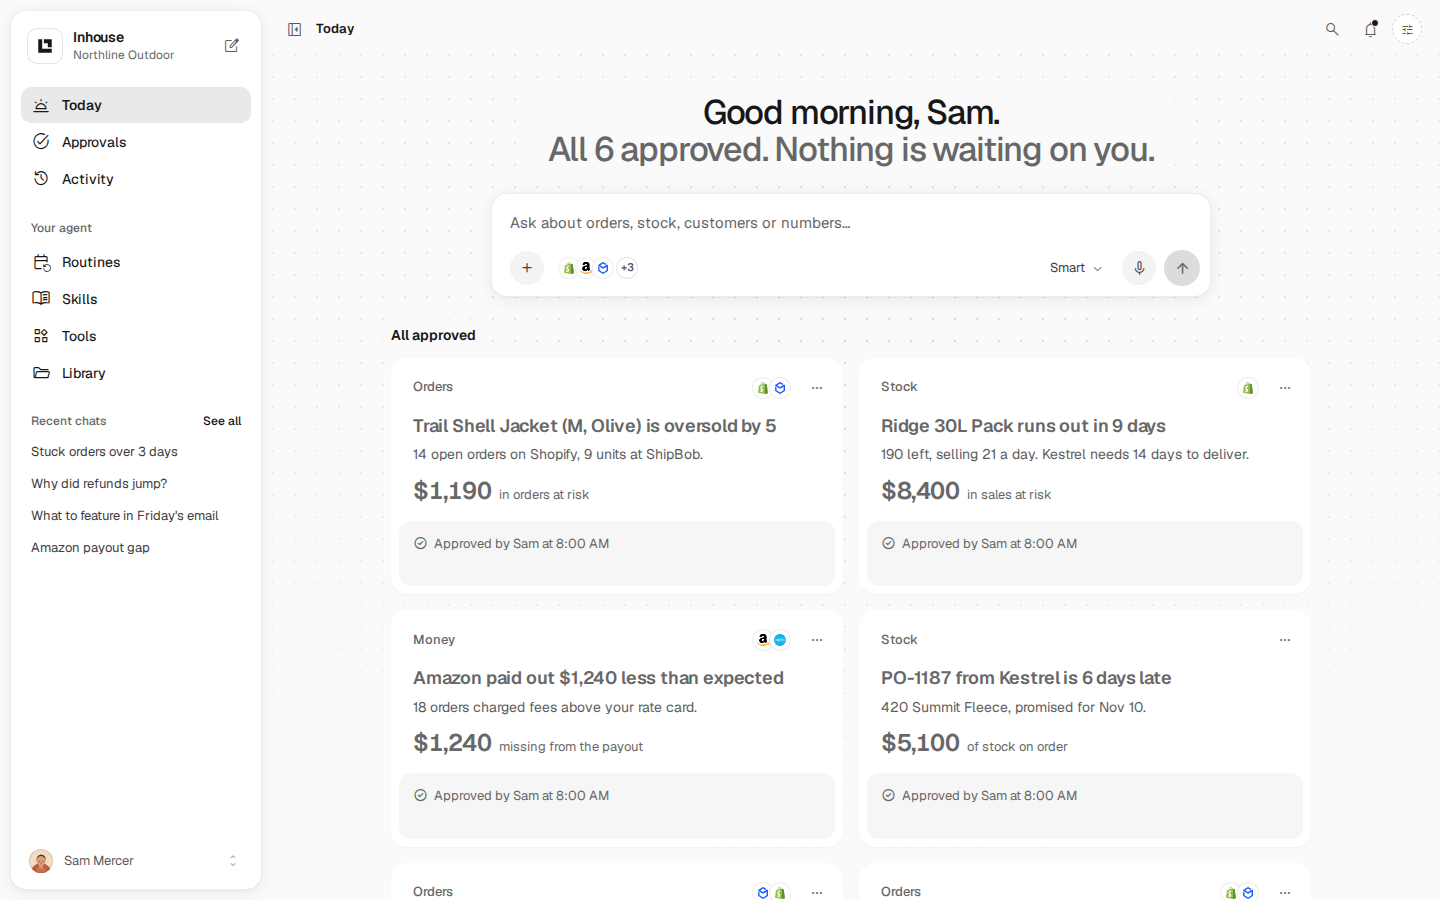 Inhouse
Northline Outdoor
Today
Approvals
Activity
Your agent
Routines
Skills
Tools
Library
Recent chats
See all
Stuck orders over 3 days
Why did refunds jump?
What to feature in Friday's email
Amazon payout gap
Sam Mercer
Today
Good morning, Sam.
All 6 approved. Nothing is waiting on you.
Ask about orders, stock, customers or numbers…
+3
Smart
All approved
Orders
Trail Shell Jacket (M, Olive) is oversold by 5
14 open orders on Shopify, 9 units at ShipBob.
$1,190 in orders at risk
Approved by Sam at 8:00 AM
Stock
Ridge 30L Pack runs out in 9 days
190 left, selling 21 a day. Kestrel needs 14 days to deliver.
$8,400 in sales at risk
Approved by Sam at 8:00 AM
Money
Amazon paid out $1,240 less than expected
18 orders charged fees above your rate card.
$1,240 missing from the payout
Approved by Sam at 8:00 AM
Stock
PO-1187 from Kestrel is 6 days late
420 Summit Fleece, promised for Nov 10.
$5,100 of stock on order
Approved by Sam at 8:00 AM
Orders
Orders